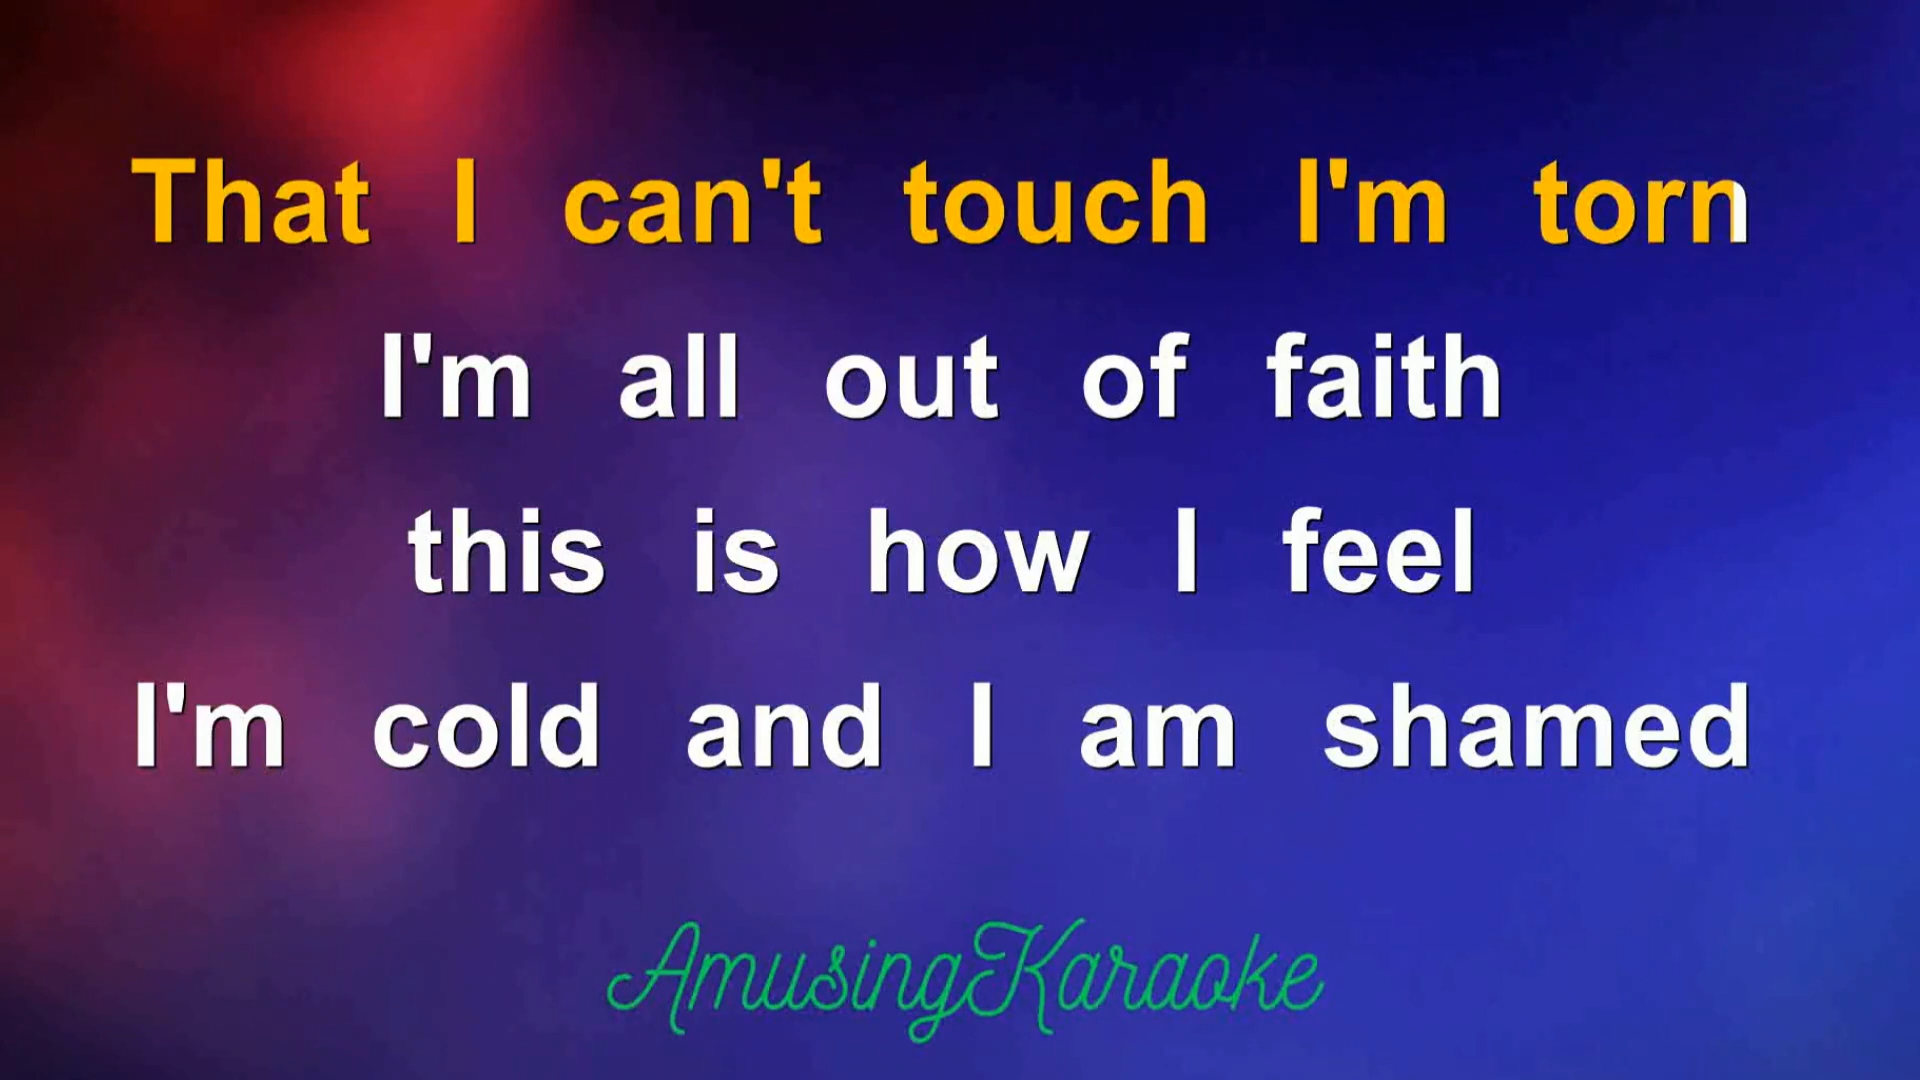 That I can't touch I'm torn
I'm all out of faith
this is how I feel
I'm cold and I am shamed
AmusingKaraoke